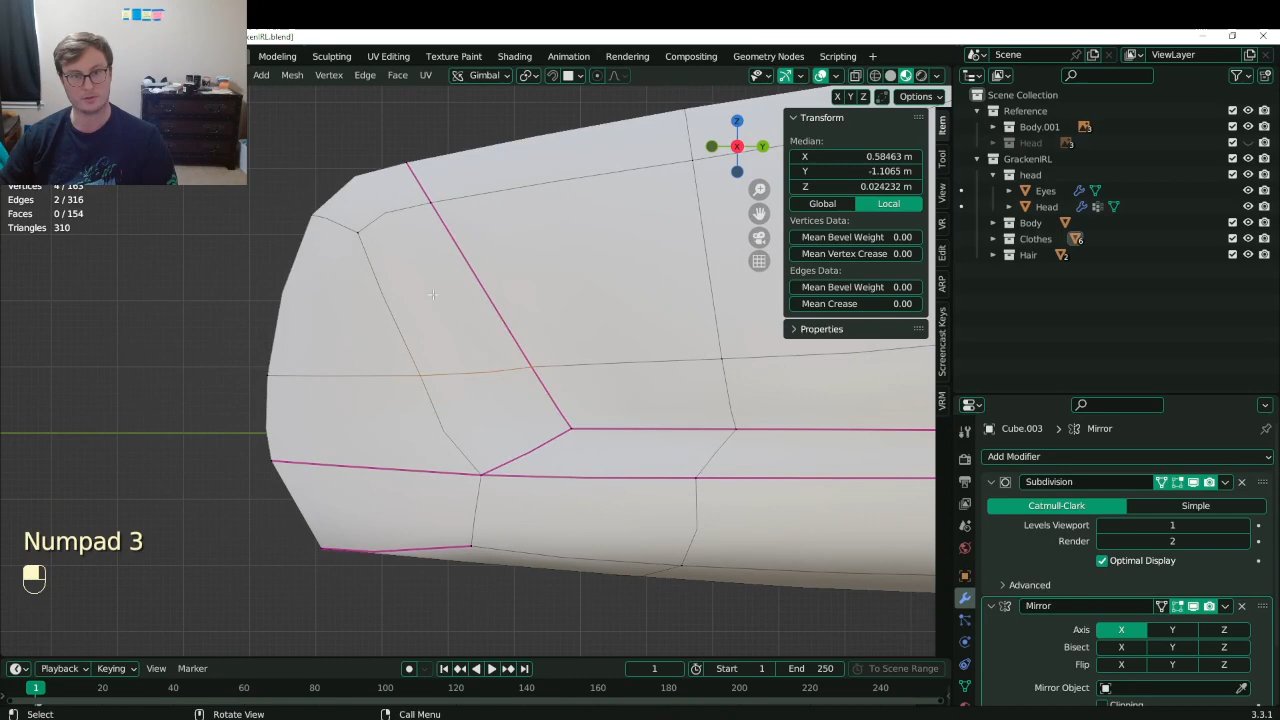 ckenIRL.blend]
Modeling Sculpting UV Editing Texture Paint Shading Animation Rendering Compositing Geometry Nodes Scripting +
Scene ViewLayer
Add Mesh Vertex Edge Face UV Gimbal
X Y Z Options
Scene Collection
Reference
Body.001 3
Head 3
GrackenIRL
head
Eyes
Head
Body
Clothes 6
Hair 2
Vertices 4/163
Edges 2 / 316
Faces 0 / 154
Triangles 310
Transform
Median:
X 0.58463 m
Y -1.1065 m
Z 0.024232 m
Global Local
Vertices Data:
Mean Bevel Weight 0.00
Mean Vertex Crease 0.00
Edges Data:
Mean Bevel Weight 0.00
Mean Crease 0.00
Properties
Z
X Y
Item
Tool
View
VR
Edit
ARP
Screencast Keys
VRM
Cube.003 Mirror
Add Modifier
Subdivision
Catmull-Clark Simple
Levels Viewport 1
Render 2
Optimal Display
Advanced
Mirror
Axis X Y Z
Bisect X Y Z
Flip X Y Z
Mirror Object
Numpad 3
Playback Keying View Marker
1 Start 1 End 250 To Scene Range
1 20 40 60 80 100 120 140 160 180 200 220 240
Select Rotate View Call Menu 3.3.1